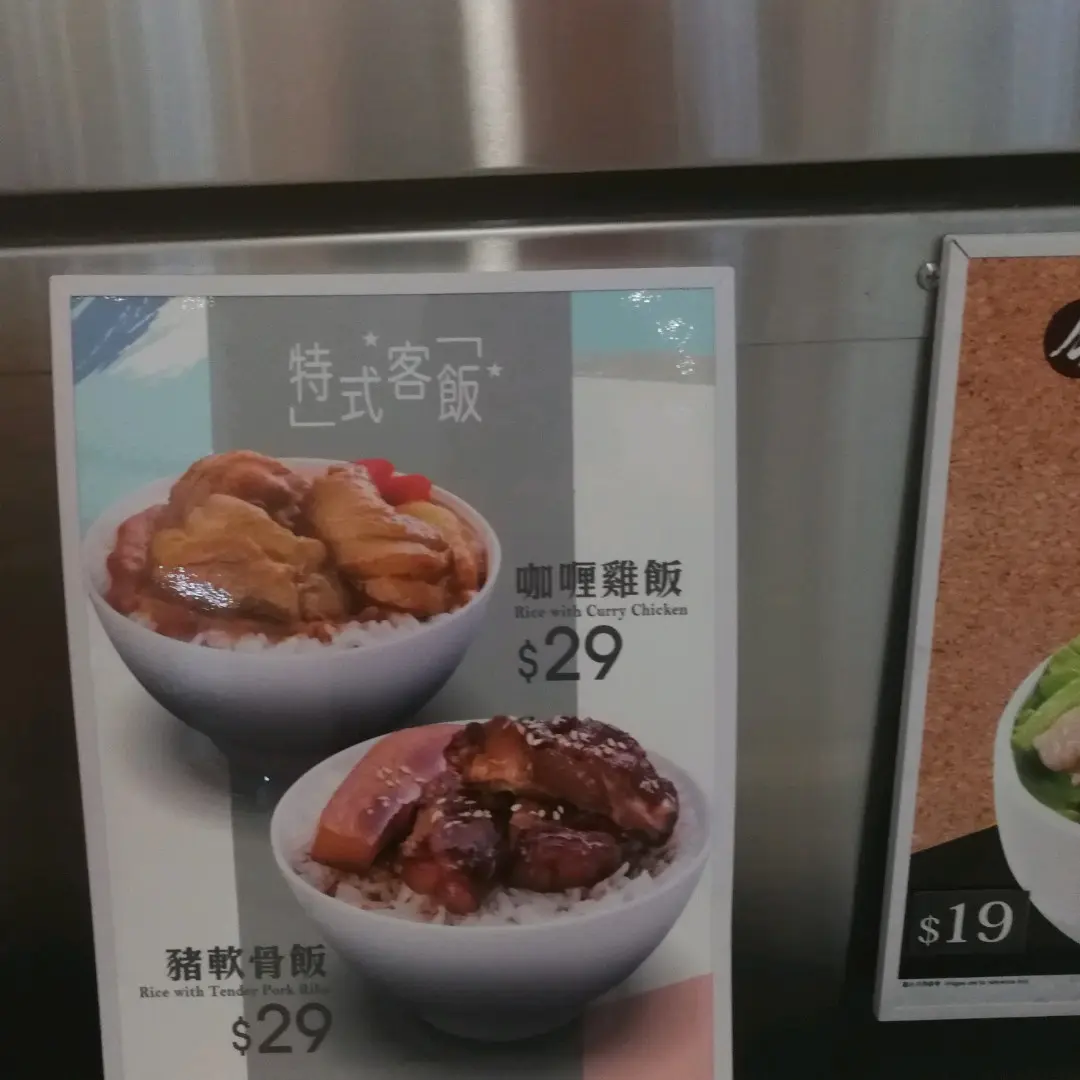 特式客飯
咖喱雞飯
Rice with Curry Chicken
$29
豬軟骨飯
Rice with Tender Pork Ribs
$29
$19